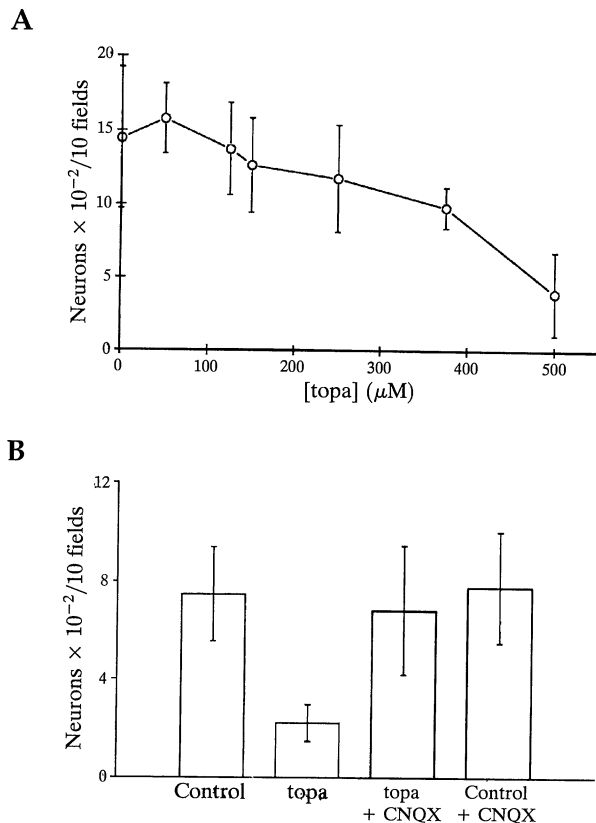 A
20
15
10
5
0
Neurons × 10⁻²/10 fields
0 100 200 300 400 500
[topa] (μM)
B
12
8
4
0
Neurons × 10⁻²/10 fields
Control topa topa Control
+ CNQX + CNQX